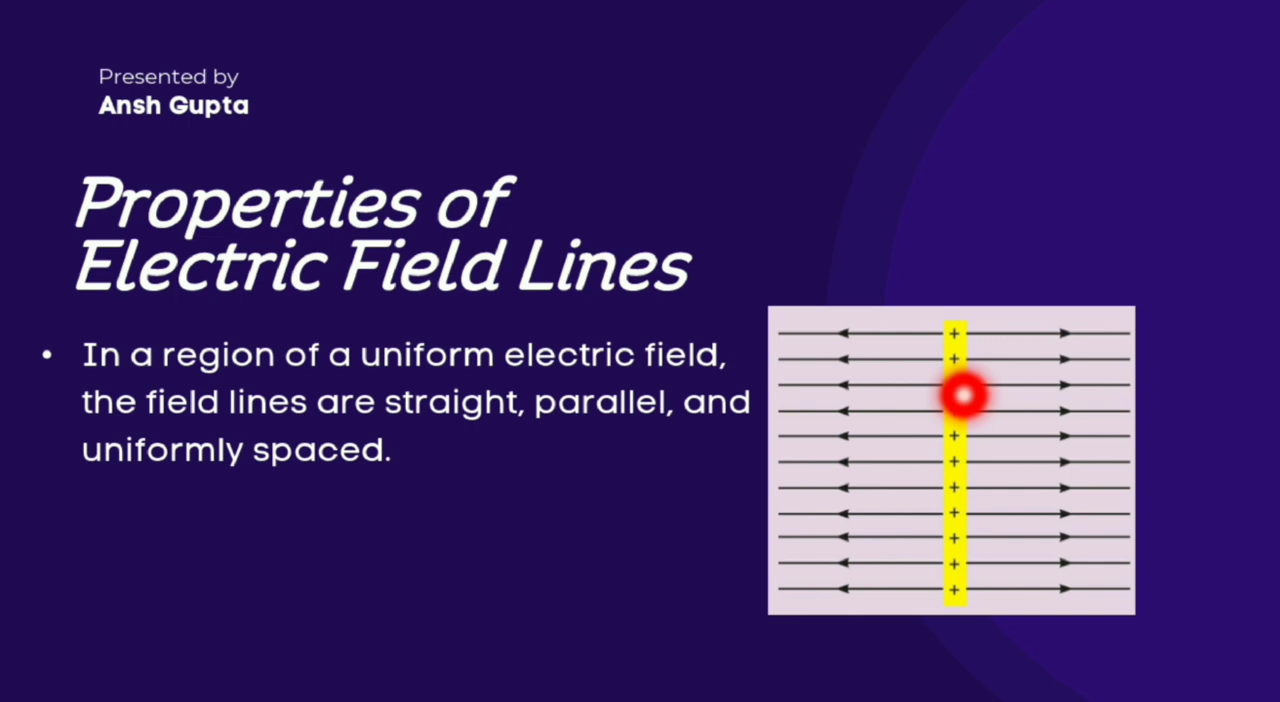 Presented by
Ansh Gupta
Properties of
Electric Field Lines
• In a region of a uniform electric field,
the field lines are straight, parallel, and
uniformly spaced.
+
+
+
+
+
+
+
+
+